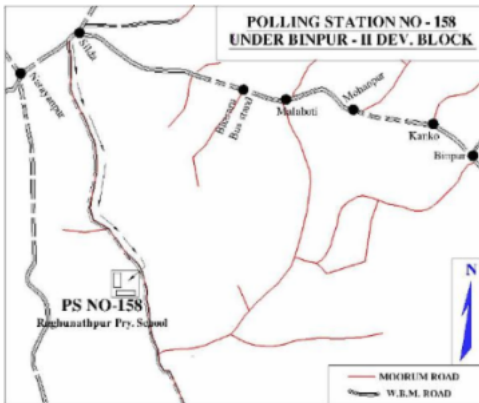 POLLING STATION NO - 158
UNDER BINPUR - II DEV. BLOCK
Silda
Narayanpur
Bus stand
Malabati
Mohanpur
Kanko
Binpur
N
PS NO-158
Raghunathpur Pry. School
MOORUM ROAD
W.B.M. ROAD